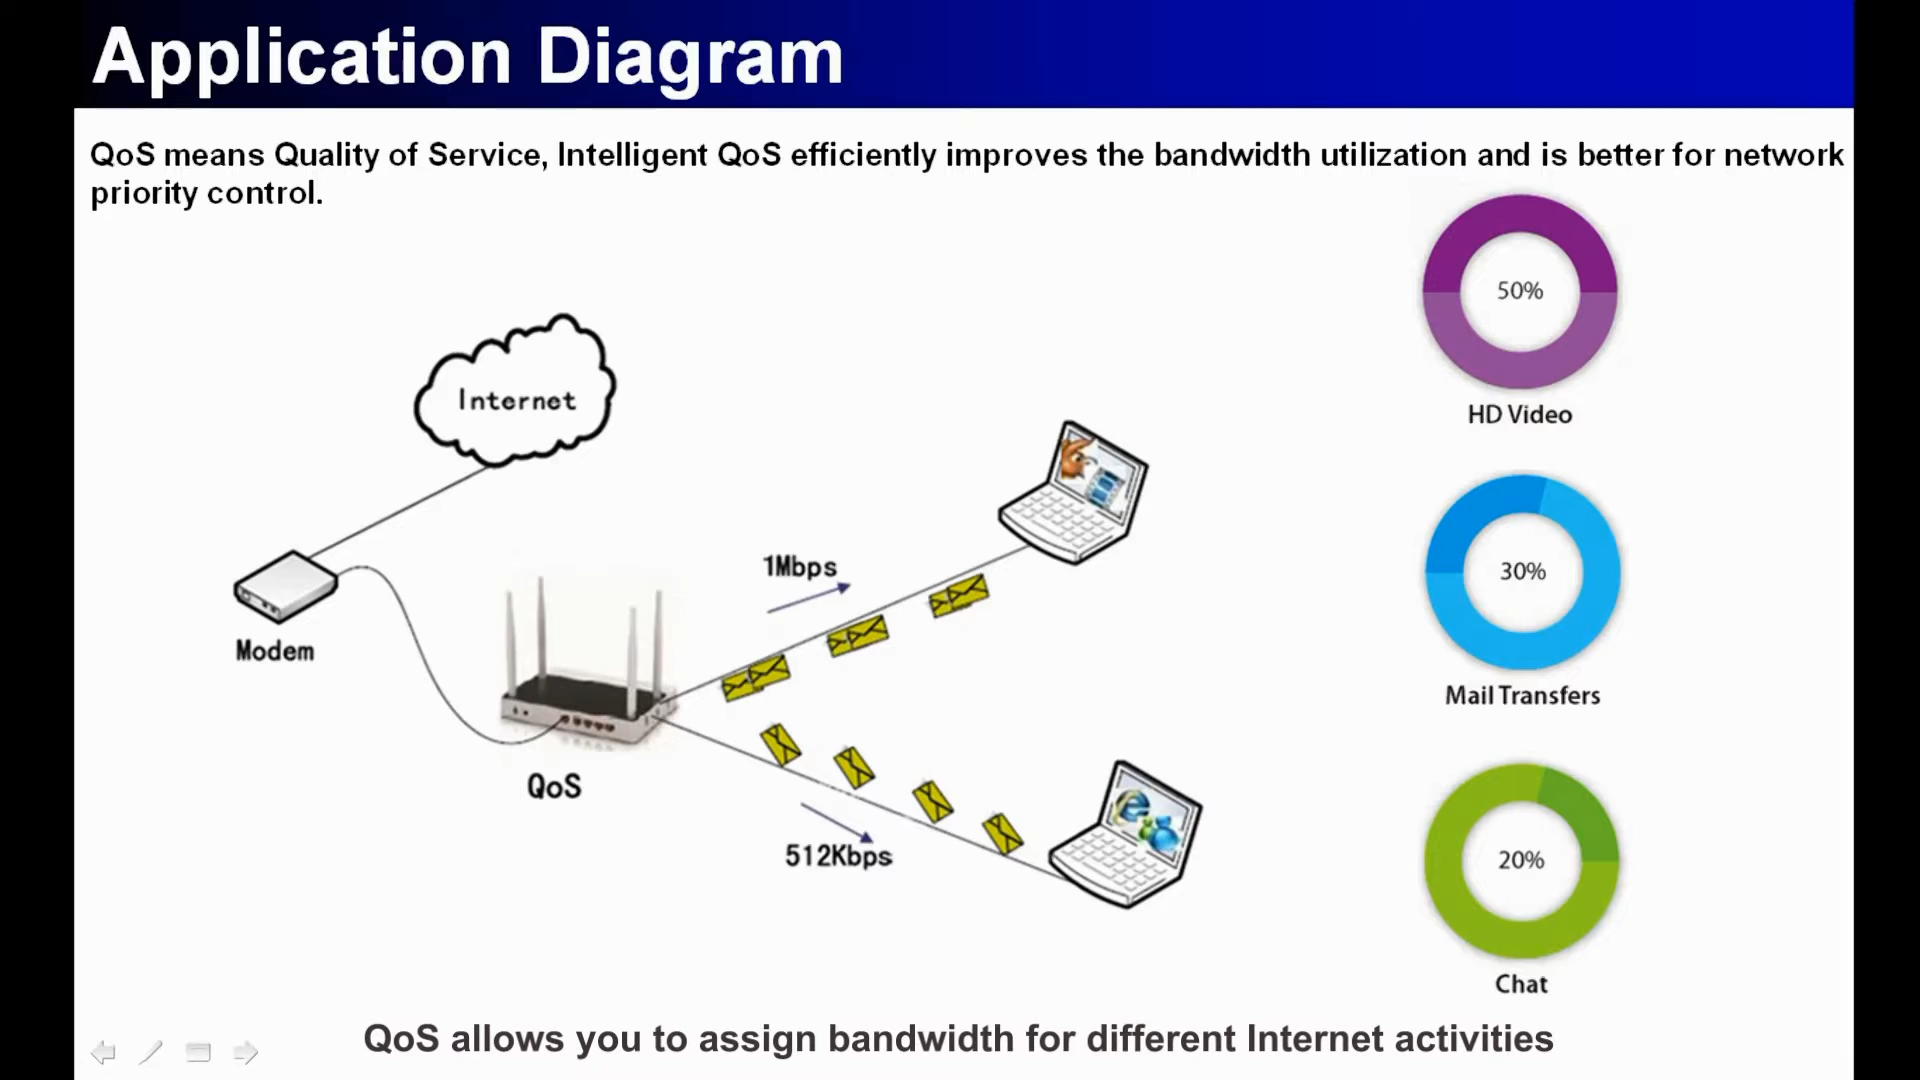 Application Diagram
QoS means Quality of Service, Intelligent QoS efficiently improves the bandwidth utilization and is better for network
priority control.
50%
HD Video
Internet
1Mbps
30%
Modem
Mail Transfers
QoS
512Kbps
20%
Chat
QoS allows you to assign bandwidth for different Internet activities